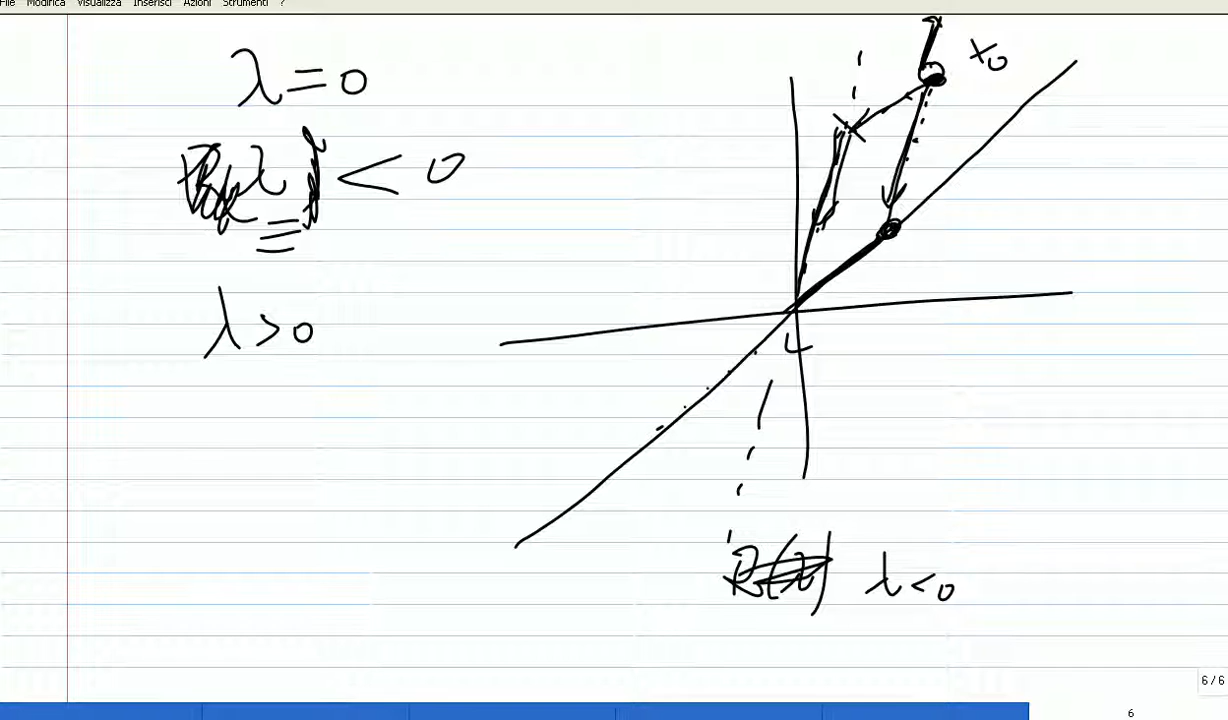 File Modifica Visualizza Inserisci Azioni Strumenti ?
λ = 0
x₀
λ < 0
λ > 0
λ < 0
6 / 6
6